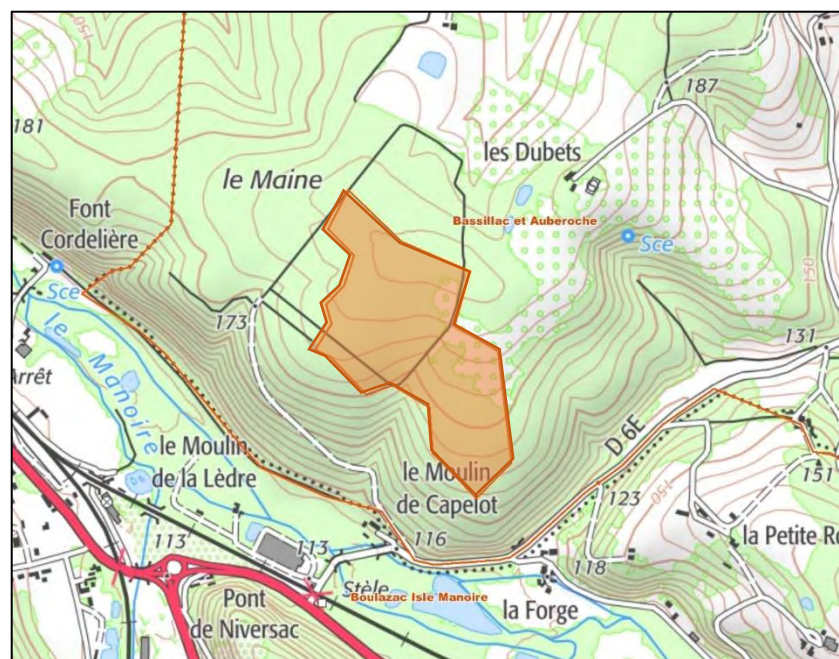 150
187
181
les Dubets
le Maine
Font
Cordelière
Bassillac et Auberoche
Sce
Sce
150
173
131
le Manoire
Arrêt
D 6E
le Moulin
de la Lèdre
le Moulin
de Capelot
151
123
150
116
113
113
la Petite Ro
118
Stèle
Boulazac Isle Manoire
la Forge
Pont
de Niversac